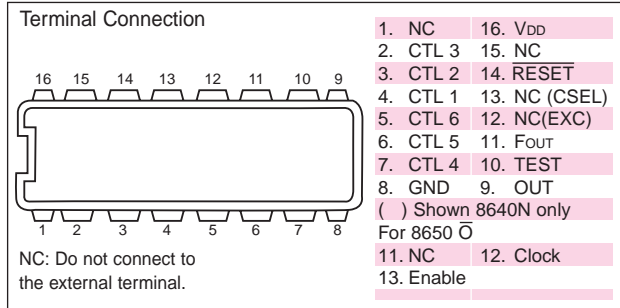 Terminal Connection
16 15 14 13 12 11 10 9
1 2 3 4 5 6 7 8
NC: Do not connect to
the external terminal.
1. NC 16. VDD
2. CTL 3 15. NC
3. CTL 2 14. R̅E̅S̅E̅T̅
4. CTL 1 13. NC (CSEL)
5. CTL 6 12. NC(EXC)
6. CTL 5 11. FOUT
7. CTL 4 10. TEST
8. GND 9. OUT
( ) Shown 8640N only
For 8650 O̅
11. NC 12. Clock
13. Enable